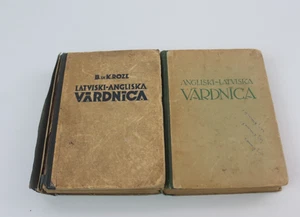 B. un K. ROZE
LATVISKI-ANGLISKA
VĀRDNĪCA
ANGLISKI-LATVISKA
VĀRDNĪCA